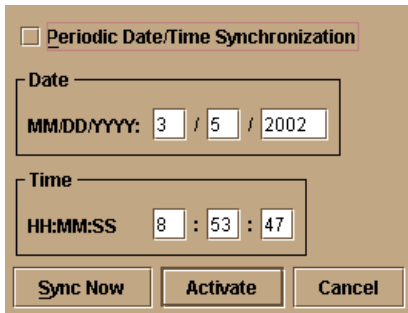 Periodic Date/Time Synchronization
Date
MM/DD/YYYY: 3 / 5 / 2002
Time
HH:MM:SS 8 : 53 : 47
Sync Now Activate Cancel